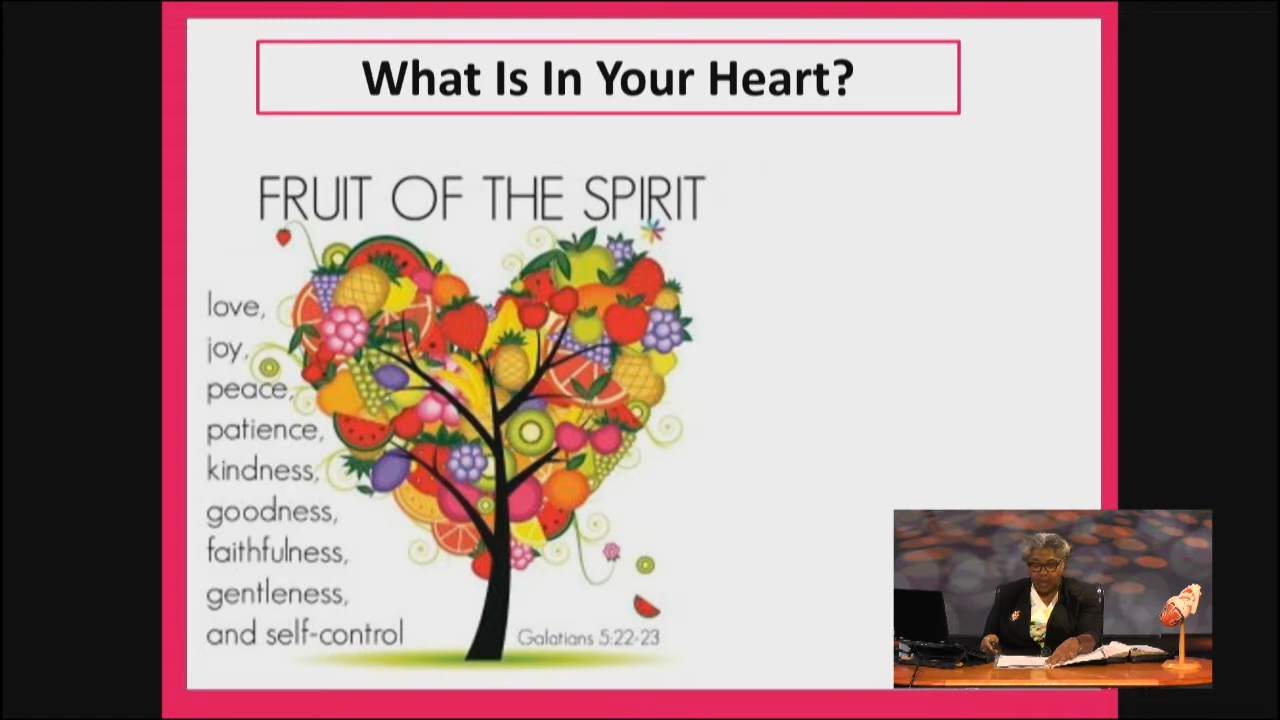 What Is In Your Heart?
FRUIT OF THE SPIRIT
love,
joy,
peace,
patience,
kindness,
goodness,
faithfulness,
gentleness,
and self-control
Galatians 5:22-23